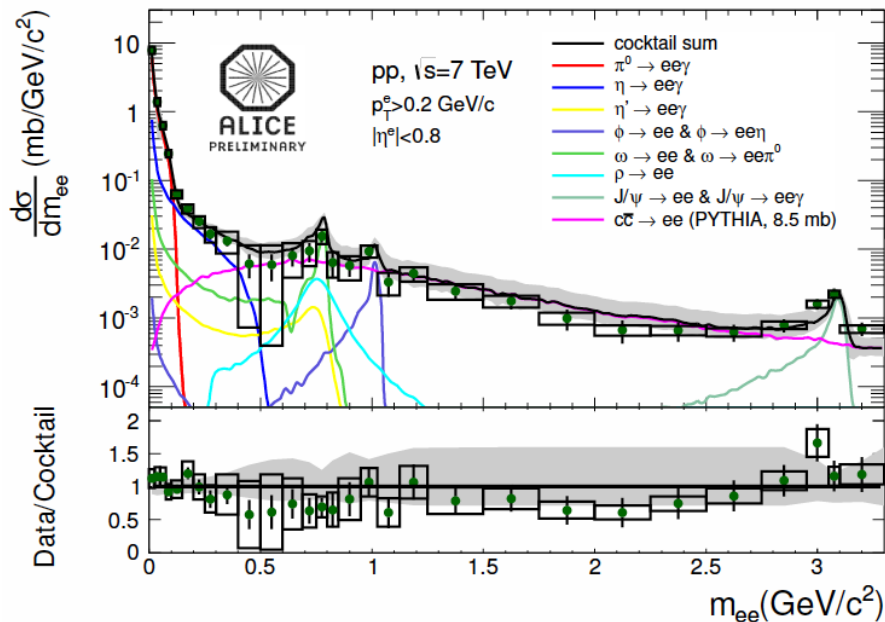 10
1
10⁻¹
10⁻²
10⁻³
10⁻⁴
dσ/dm_ee (mb/GeV/c²)
ALICE
PRELIMINARY
pp, √s=7 TeV
p_T^e>0.2 GeV/c
|η^e|<0.8
cocktail sum
π⁰ → eeγ
η → eeγ
η' → eeγ
ϕ → ee & ϕ → eeη
ω → ee & ω → eeπ⁰
ρ → ee
J/ψ → ee & J/ψ → eeγ
cc̅ → ee (PYTHIA, 8.5 mb)
Data/Cocktail
2
1.5
1
0.5
0
0 0.5 1 1.5 2 2.5 3
m_ee(GeV/c²)